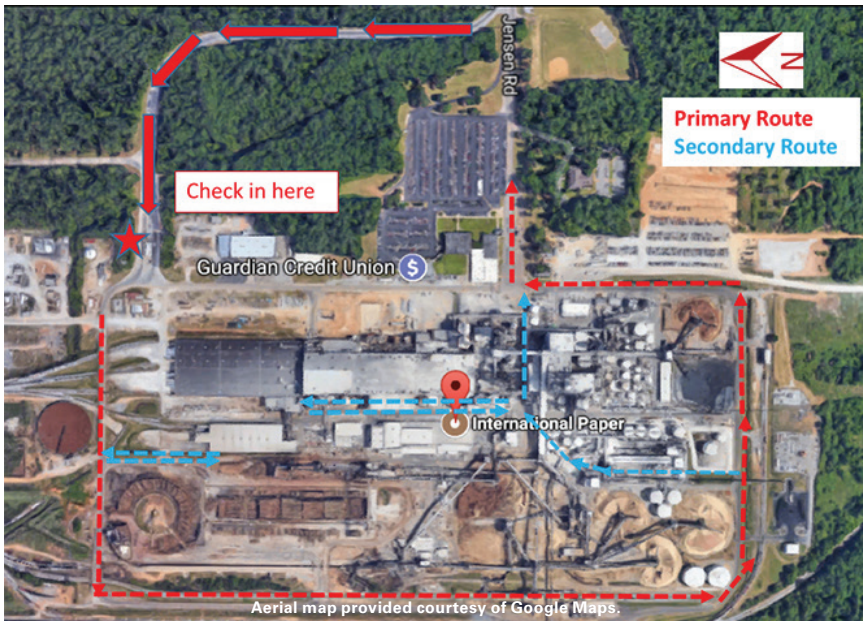 Jensen Rd
N
Primary Route
Secondary Route
Check in here
Guardian Credit Union
$
International Paper
Aerial map provided courtesy of Google Maps.